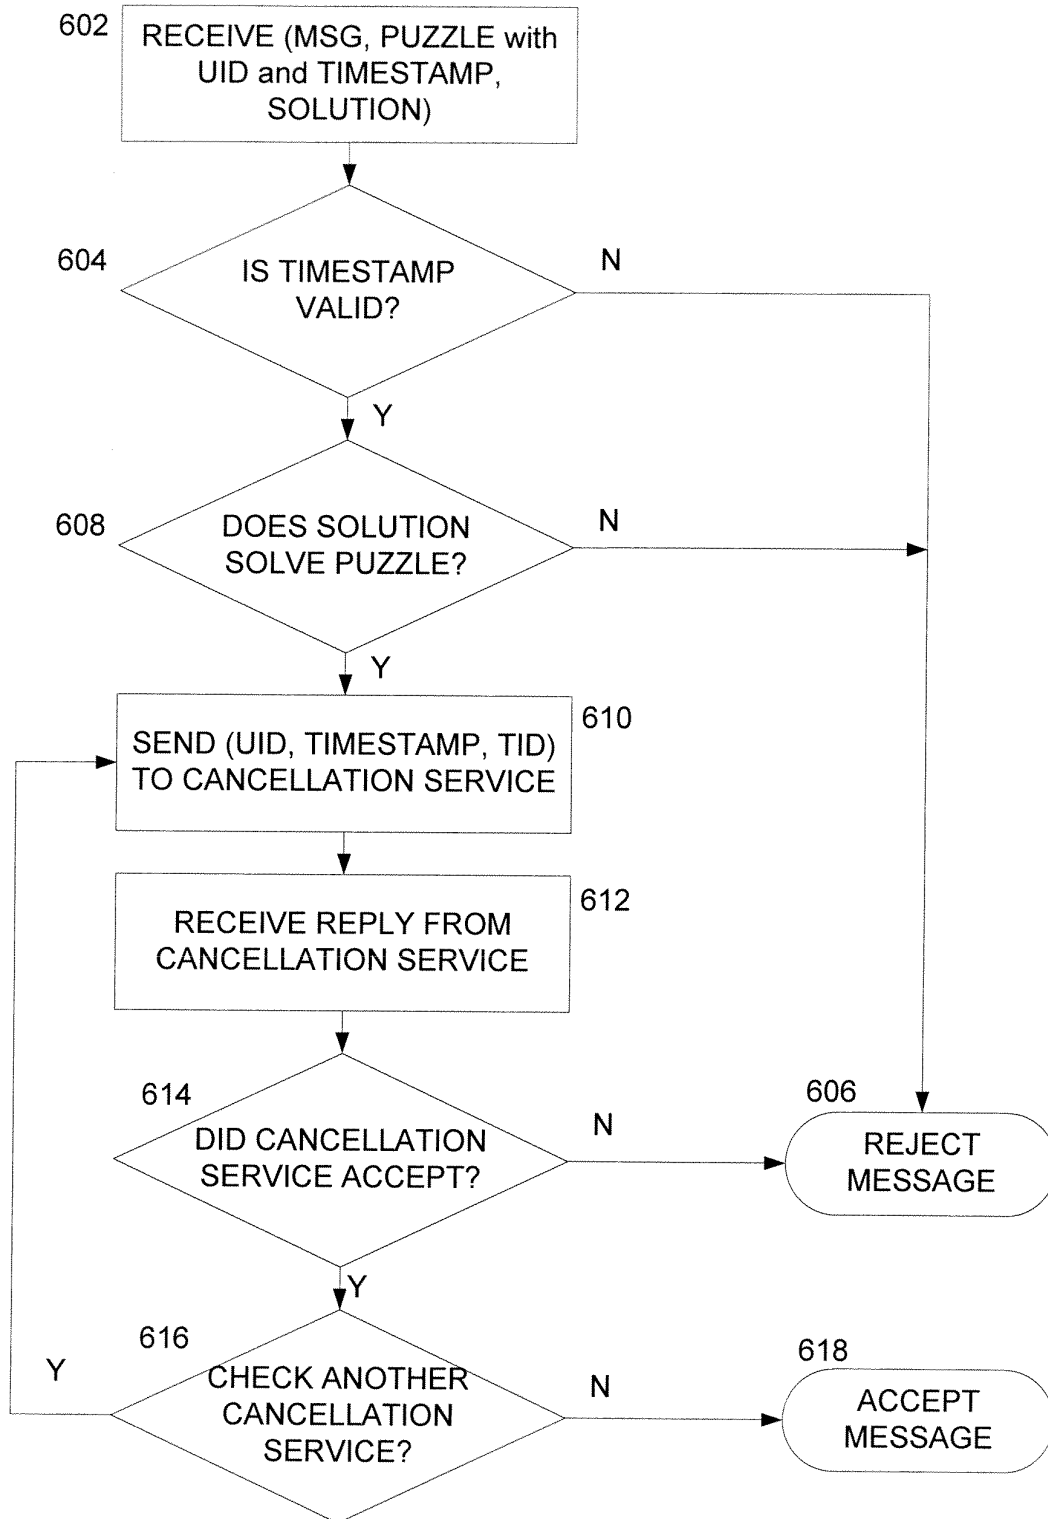 602
RECEIVE (MSG, PUZZLE with
UID and TIMESTAMP,
SOLUTION)
604
IS TIMESTAMP
VALID?
N
Y
608
DOES SOLUTION
SOLVE PUZZLE?
N
Y
610
SEND (UID, TIMESTAMP, TID)
TO CANCELLATION SERVICE
612
RECEIVE REPLY FROM
CANCELLATION SERVICE
614
DID CANCELLATION
SERVICE ACCEPT?
N
606
REJECT
MESSAGE
Y
616
Y
CHECK ANOTHER
CANCELLATION
SERVICE?
N
618
ACCEPT
MESSAGE